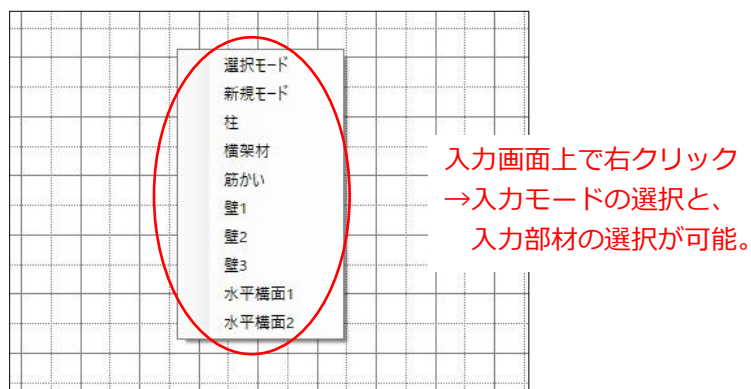 選択モード
新規モード
柱
横架材
筋かい
壁1
壁2
壁3
水平構面1
水平構面2
入力画面上で右クリック
→入力モードの選択と、
入力部材の選択が可能。